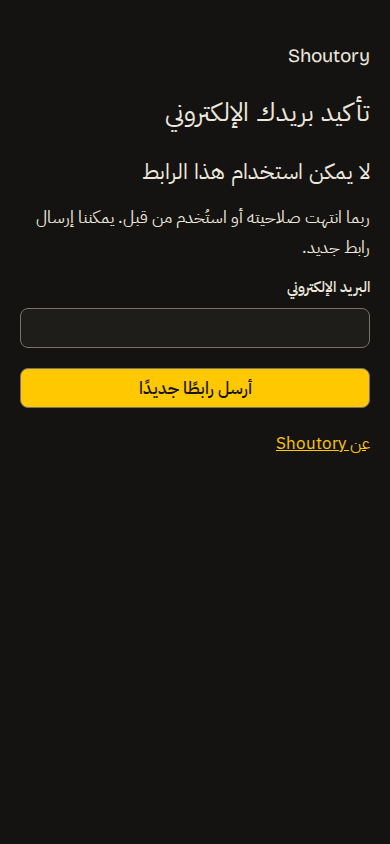 Shoutory
تأكيد بريدك الإلكتروني
لا يمكن استخدام هذا الرابط
ربما انتهت صلاحيته أو استُخدم من قبل. يمكننا إرسال
رابط جديد.
البريد الإلكتروني
أرسل رابطًا جديدًا
عن Shoutory